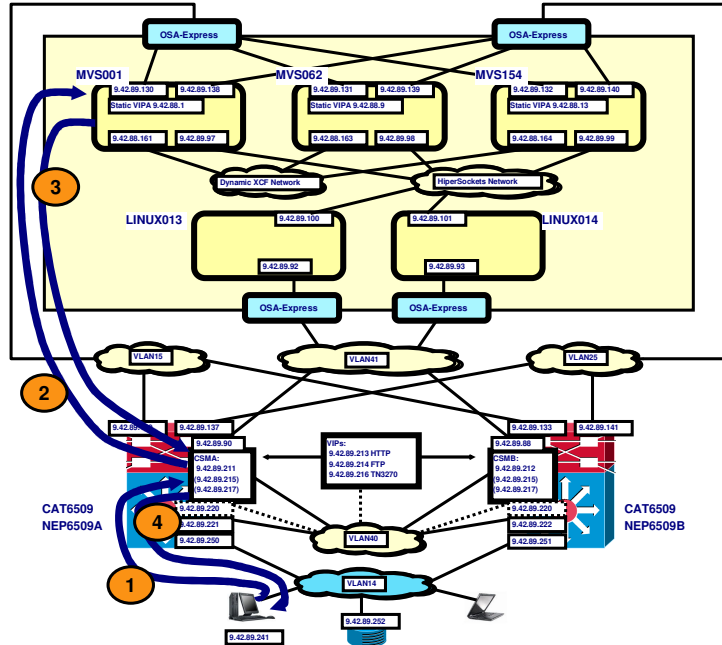 OSA-Express
OSA-Express
MVS001
MVS062
MVS154
9.42.89.130
9.42.89.138
9.42.89.131
9.42.89.139
9.42.89.132
9.42.89.140
Static VIPA 9.42.88.1
Static VIPA 9.42.88.9
Static VIPA 9.42.88.13
9.42.88.161
9.42.89.97
9.42.88.163
9.42.89.98
9.42.88.164
9.42.89.99
3
Dynamic XCF Network
HiperSockets Network
LINUX013
9.42.89.100
9.42.89.101
LINUX014
9.42.89.92
9.42.89.93
OSA-Express
OSA-Express
VLAN15
VLAN41
VLAN25
2
9.42.89.137
9.42.89.133
9.42.89.141
9.42.89.90
9.42.89.88
CSMA:
9.42.89.211
(9.42.89.215)
(9.42.89.217)
VIPs:
9.42.89.213 HTTP
9.42.89.214 FTP
9.42.89.216 TN3270
CSMB:
9.42.89.212
(9.42.89.215)
(9.42.89.217)
CAT6509
NEP6509A
4
9.42.89.220
9.42.89.221
9.42.89.250
9.42.89.220
9.42.89.222
9.42.89.251
CAT6509
NEP6509B
VLAN40
1
VLAN14
9.42.89.241
9.42.89.252